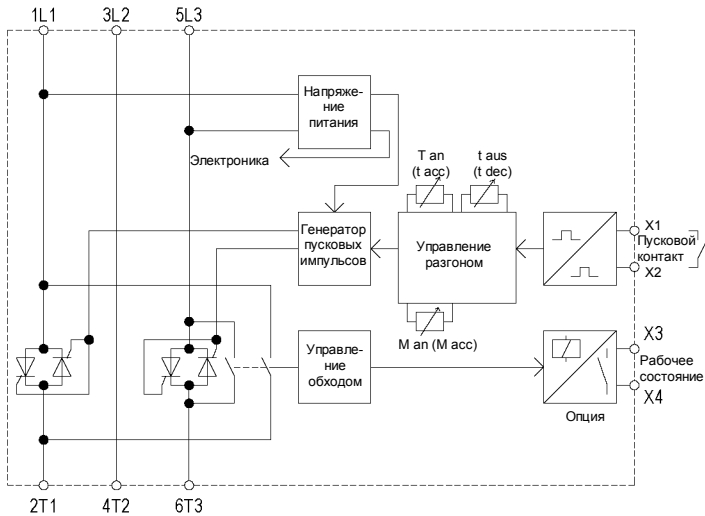 1L1
3L2
5L3
Напряже-
ние
питания
Электроника
T an
(t acc)
t aus
(t dec)
Генератор
пусковых
импульсов
Управление
разгоном
X1
Пусковой
контакт
X2
M an (M acc)
Управле-
ние
обходом
X3
Рабочее
состояние
X4
Опция
2T1
4T2
6T3